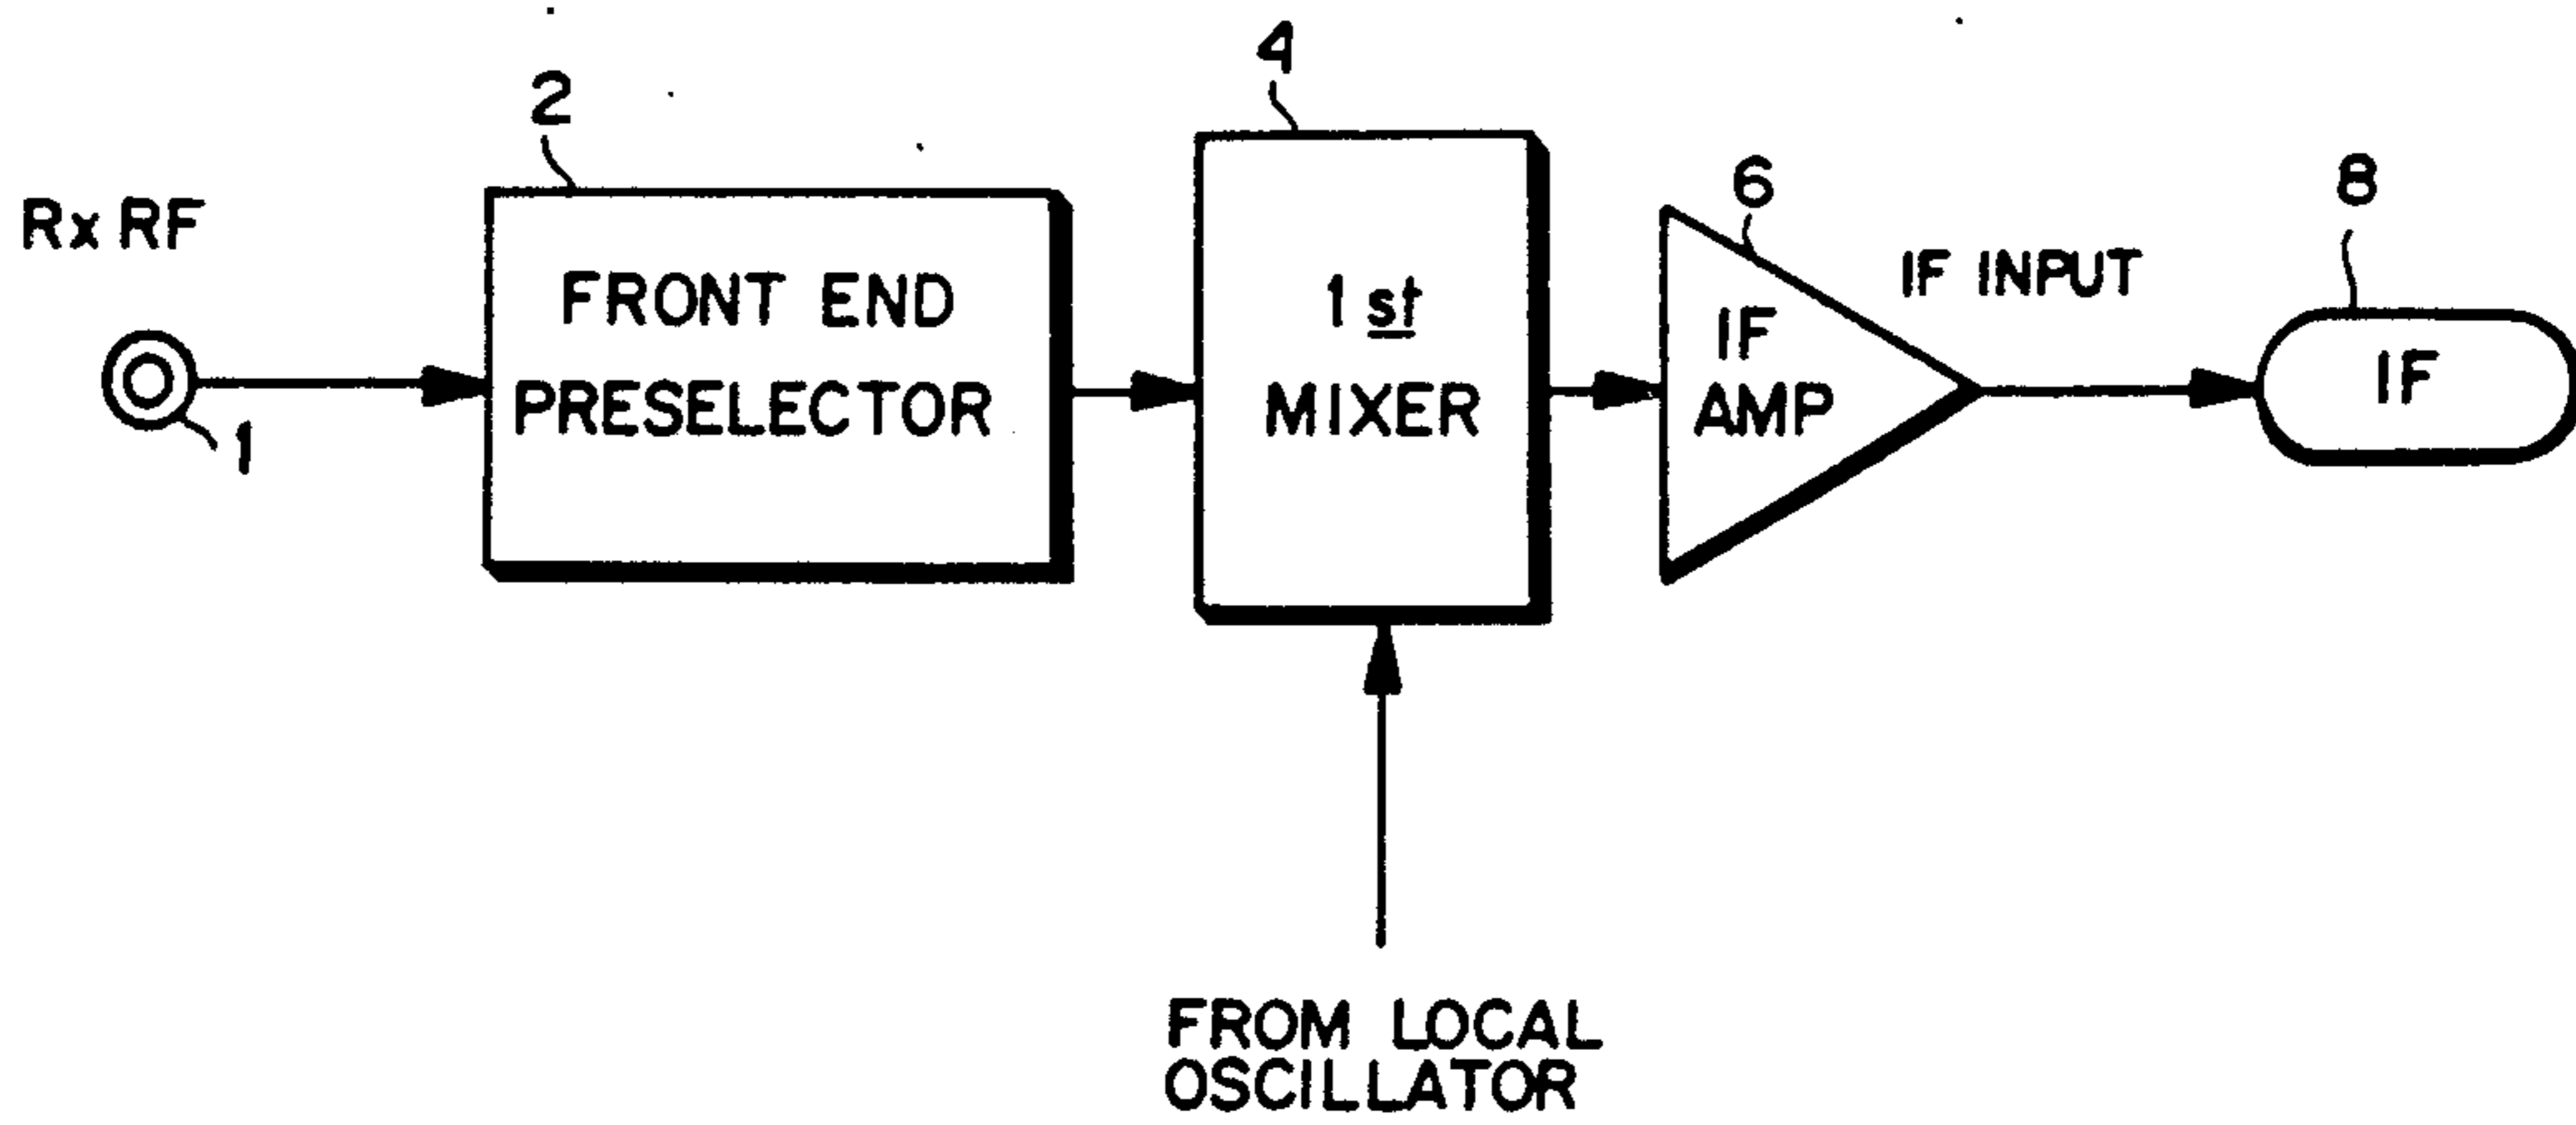 Rx RF
1
2
FRONT END
PRESELECTOR
4
1 st
MIXER
6
IF
AMP
IF INPUT
8
IF
FROM LOCAL
OSCILLATOR